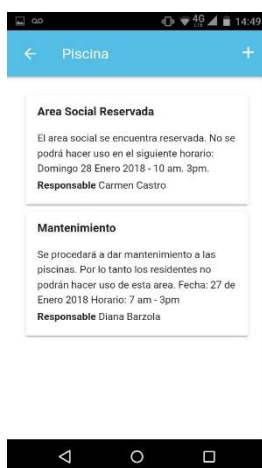 4G 14:49
LTE
Piscina
Area Social Reservada
El area social se encuentra reservada. No se
podrá hacer uso en el siguiente horario:
Domingo 28 Enero 2018 - 10 am. 3pm.
Responsable Carmen Castro
Mantenimiento
Se procedará a dar mantenimiento a las
piscinas. Por lo tanto los residentes no
podrán hacer uso de esta area. Fecha: 27 de
Enero 2018 Horario: 7 am - 3pm
Responsable Diana Barzola